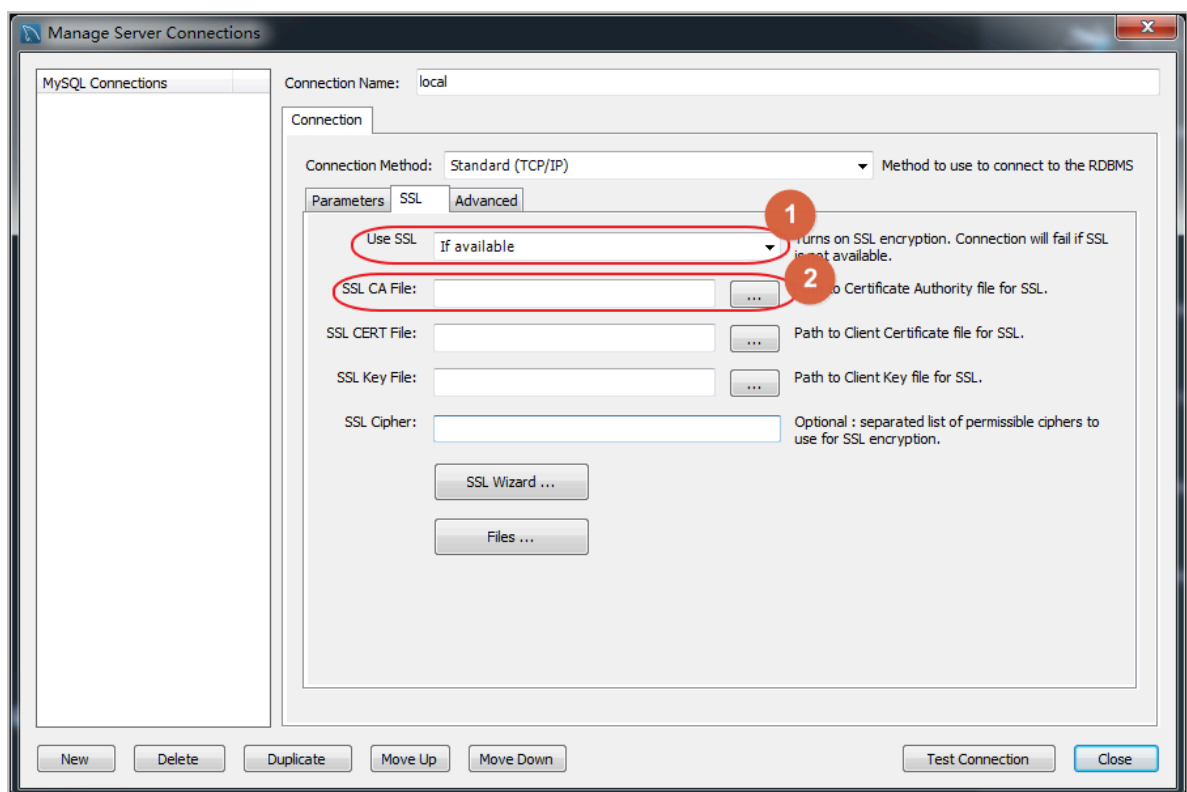 Manage Server Connections
MySQL Connections
Connection Name: local
Connection
Connection Method: Standard (TCP/IP) Method to use to connect to the RDBMS
Parameters SSL Advanced
1
Use SSL If available Turns on SSL encryption. Connection will fail if SSL
is not available.
2
SSL CA File: ... to Certificate Authority file for SSL.
SSL CERT File: ... Path to Client Certificate file for SSL.
SSL Key File: ... Path to Client Key file for SSL.
SSL Cipher: Optional : separated list of permissible ciphers to
use for SSL encryption.
SSL Wizard ...
Files ...
New Delete Duplicate Move Up Move Down Test Connection Close